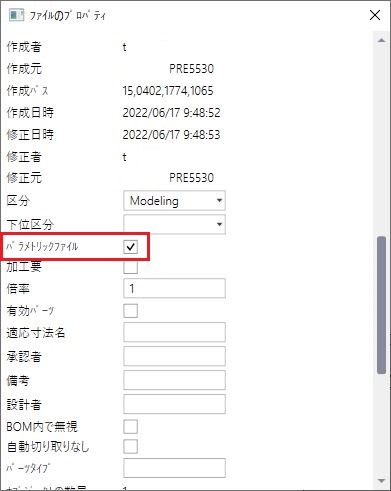 ﾌｧｲﾙのﾌﾟﾛﾊﾟﾃｨ
作成者 t
作成元 PRE5530
作成ﾊﾟｽ 15,0402,1774,1065
作成日時 2022/06/17 9:48:52
修正日時 2022/06/17 9:48:53
修正者 t
修正元 PRE5530
区分 Modeling
下位区分
ﾊﾟﾗﾒﾄﾘｯｸﾌｧｲﾙ
加工要
倍率 1
有効ﾊﾟｰﾂ
適応寸法名
承認者
備考
設計者
BOM内で無視
自動切り取りなし
ﾊﾟｰﾂﾀｲﾌﾟ